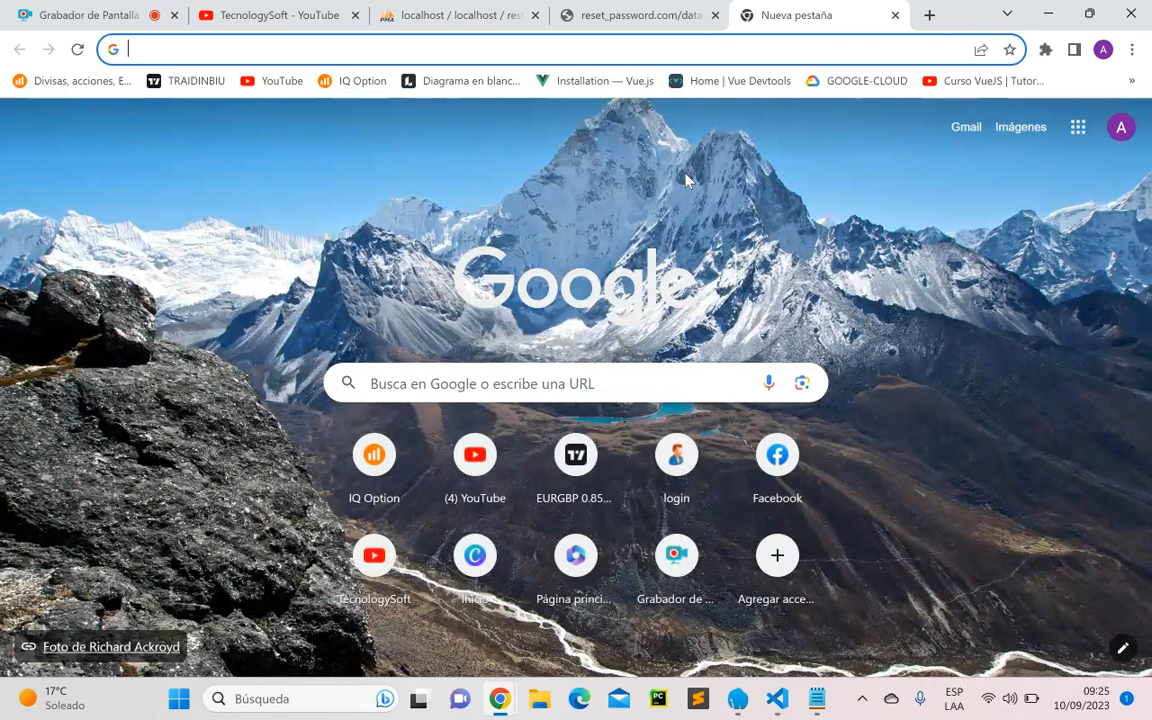 Grabador de Pantalla
TecnologySoft - YouTube
localhost / localhost / res
reset_password.com/data
Nueva pestaña
Divisas, acciones, E...
TRAIDINBIU
YouTube
IQ Option
Diagrama en blanc...
Installation — Vue.js
Home | Vue Devtools
GOOGLE-CLOUD
Curso VueJS | Tutor...
»
Gmail
Imágenes
A
A
Google
Busca en Google o escribe una URL
IQ Option
(4) YouTube
EURGBP 0.85...
login
Facebook
TecnologySoft
Inicio
Página princi...
Grabador de ...
Agregar acce...
Foto de Richard Ackroyd
17°C
Soleado
Búsqueda
ESP
LAA
09:25
10/09/2023
1